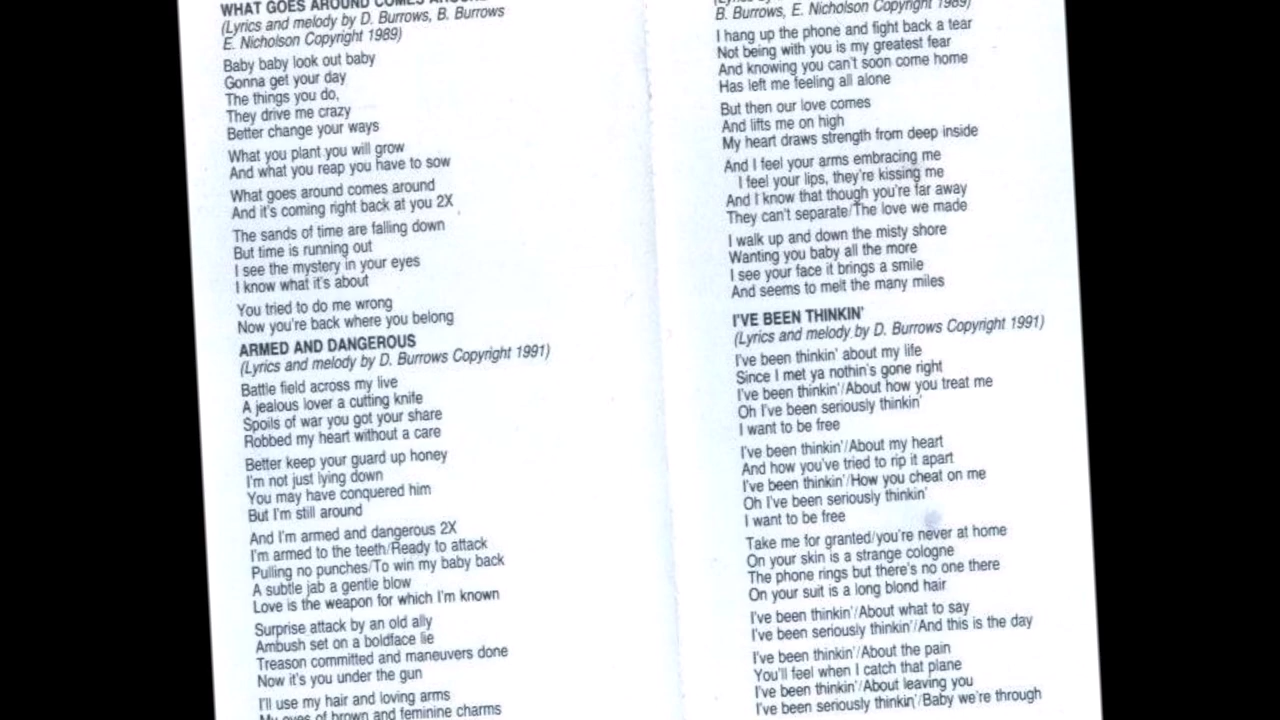 WHAT GOES AROUND COMES
(Lyrics and melody by D. Burrows, B. Burrows
E. Nicholson Copyright 1989)
Baby baby look out baby
Gonna get your day
The things you do,
They drive me crazy
Better change your ways
What you plant you will grow
And what you reap you have to sow
What goes around comes around
And it's coming right back at you 2X
The sands of time are falling down
But time is running out
I see the mystery in your eyes
I know what it's about
You tried to do me wrong
Now you're back where you belong
ARMED AND DANGEROUS
(Lyrics and melody by D. Burrows Copyright 1991)
Battle field across my live
A jealous lover a cutting knife
Spoils of war you got your share
Robbed my heart without a care
Better keep your guard up honey
I'm not just lying down
You may have conquered him
But I'm still around
And I'm armed and dangerous 2X
I'm armed to the teeth/Ready to attack
Pulling no punches/To win my baby back
A subtle jab a gentle blow
Love is the weapon for which I'm known
Surprise attack by an old ally
Ambush set on a boldface lie
Treason committed and maneuvers done
Now it's you under the gun
I'll use my hair and loving arms
My eyes of brown and feminine charms
B. Burrows, E. Nicholson Copyright 1989)
I hang up the phone and fight back a tear
Not being with you is my greatest fear
And knowing you can't soon come home
Has left me feeling all alone
But then our love comes
And lifts me on high
My heart draws strength from deep inside
And I feel your arms embracing me
I feel your lips, they're kissing me
And I know that though you're far away
They can't separate/The love we made
I walk up and down the misty shore
Wanting you baby all the more
I see your face it brings a smile
And seems to melt the many miles
I'VE BEEN THINKIN'
(Lyrics and melody by D. Burrows Copyright 1991)
I've been thinkin' about my life
Since I met ya nothin's gone right
I've been thinkin'/About how you treat me
Oh I've been seriously thinkin'
I want to be free
I've been thinkin'/About my heart
And how you've tried to rip it apart
I've been thinkin'/How you cheat on me
Oh I've been seriously thinkin'
I want to be free
Take me for granted/you're never at home
On your skin is a strange cologne
The phone rings but there's no one there
On your suit is a long blond hair
I've been thinkin'/About what to say
I've been seriously thinkin'/And this is the day
I've been thinkin'/About the pain
You'll feel when I catch that plane
I've been thinkin'/About leaving you
I've been seriously thinkin'/Baby we're through